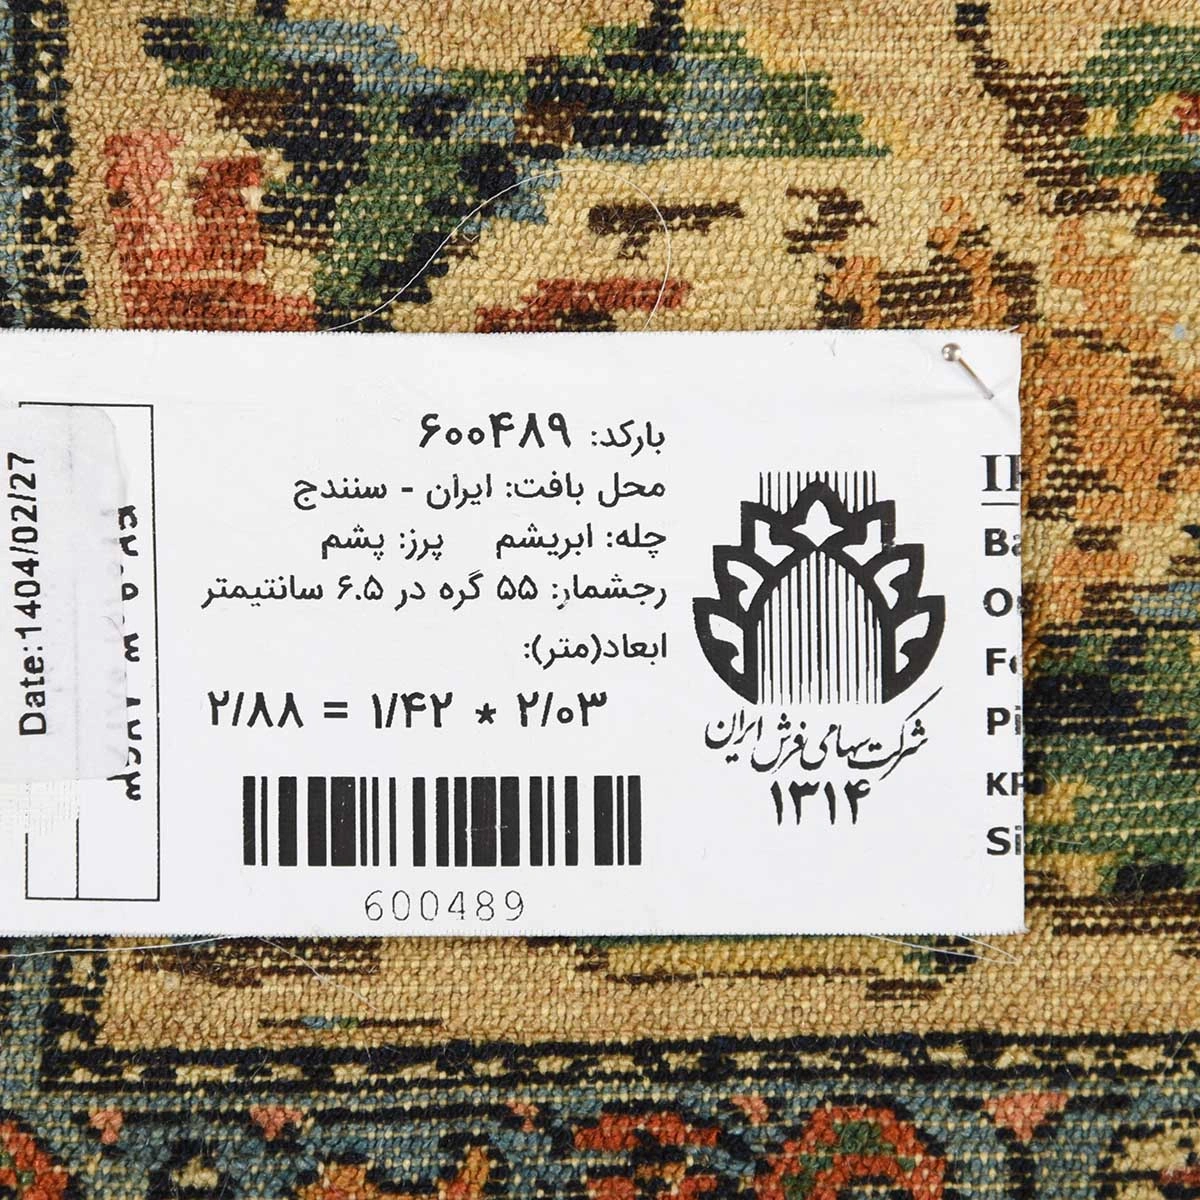 بارکد: ۶۰۰۴۸۹
محل بافت: ایران - سنندج
چله: ابریشم پرز: پشم
رجشمار: ۵۵ گره در ۶.۵ سانتیمتر
ابعاد(متر):
۲/۰۳ * ۱/۴۲ = ۲/۸۸
600489
شرکت سهامی فرش ایران
۱۳۱۴
Date:1404/02/27